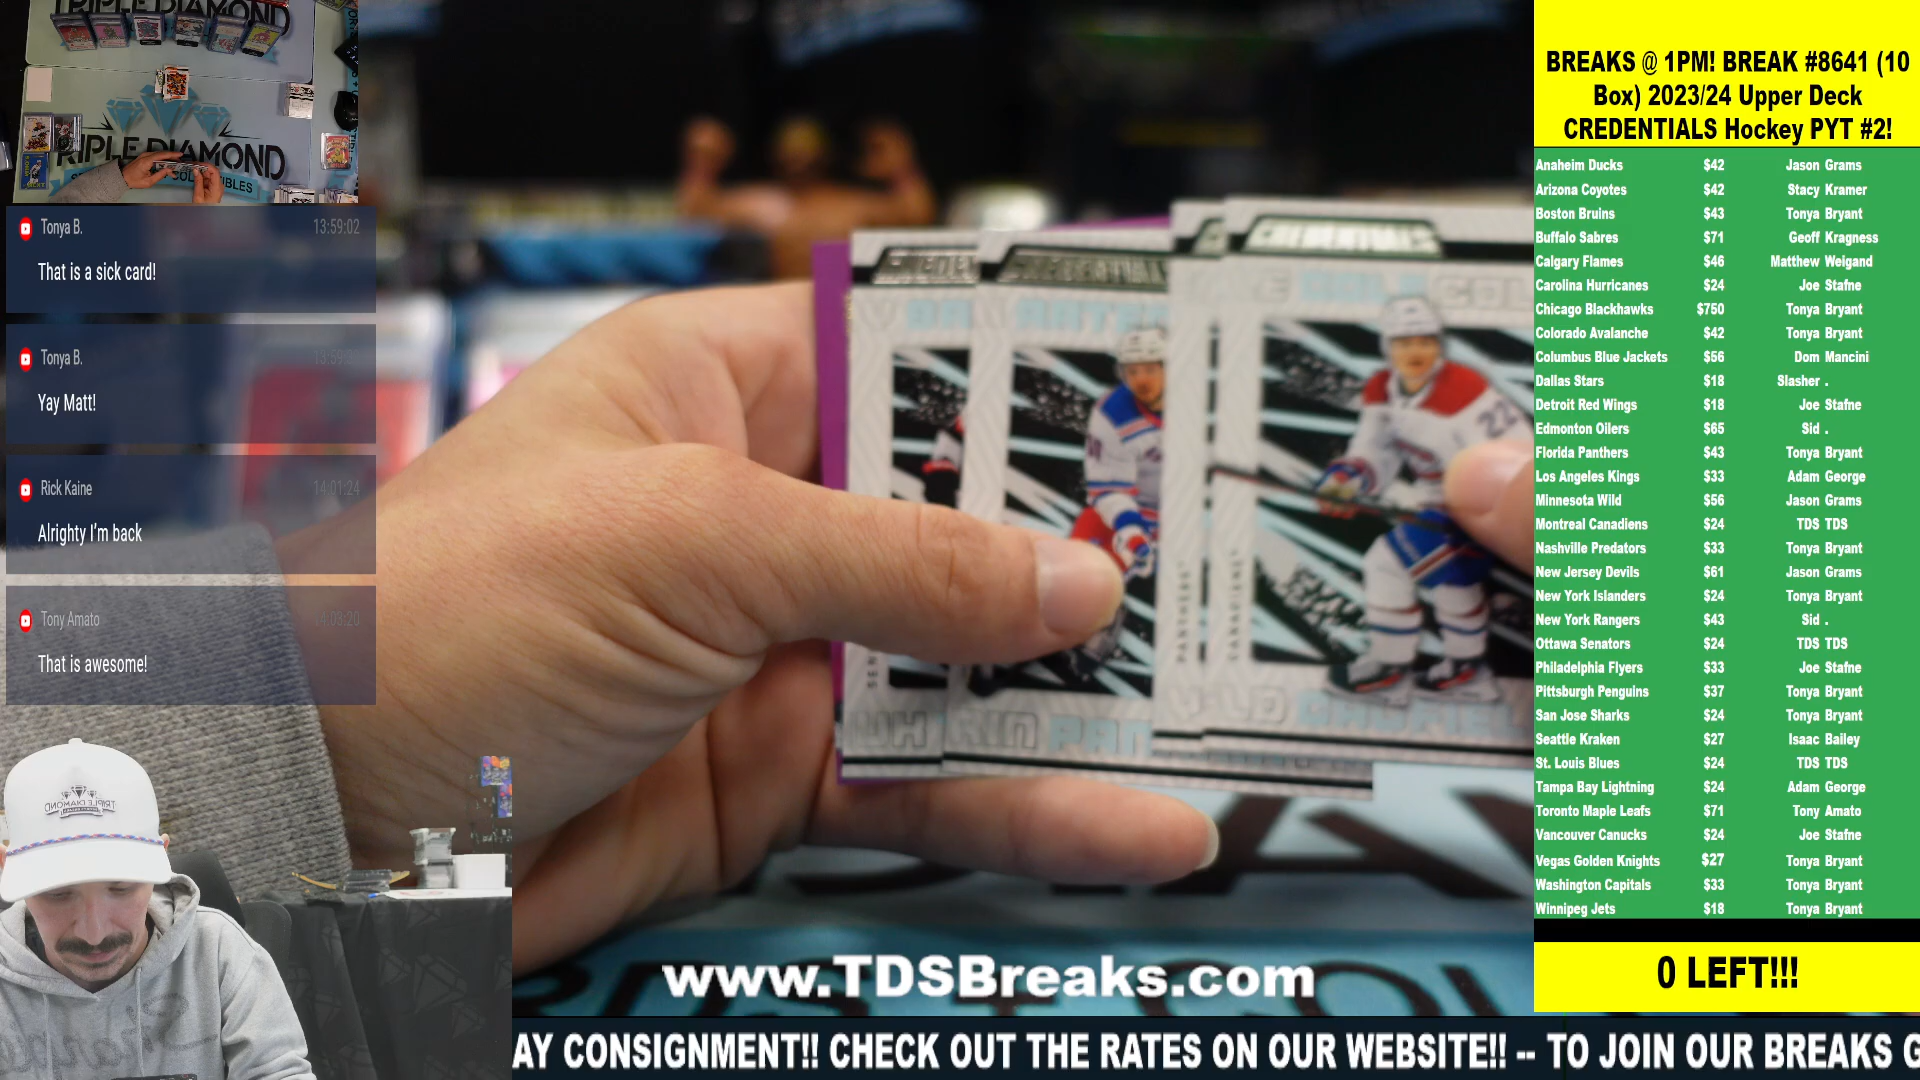 TRIPLE DIAMOND
TRIPLE DIAMOND
Tonya B. 13:59:02
That is a sick card!
Tonya B.
Yay Matt!
Rick Kaine 14:01:24
Alrighty I'm back
Tony Amato
That is awesome!
CREDENTIALS
COL
CANADIENS
PANTHERS
www.TDSBreaks.com
BREAKS @ 1PM! BREAK #8641 (10
Box) 2023/24 Upper Deck
CREDENTIALS Hockey PYT #2!
Anaheim Ducks $42 Jason Grams
Arizona Coyotes $42 Stacy Kramer
Boston Bruins $43 Tonya Bryant
Buffalo Sabres $71 Geoff Kragness
Calgary Flames $46 Matthew Weigand
Carolina Hurricanes $24 Joe Stafne
Chicago Blackhawks $750 Tonya Bryant
Colorado Avalanche $42 Tonya Bryant
Columbus Blue Jackets $56 Dom Mancini
Dallas Stars $18 Slasher .
Detroit Red Wings $18 Joe Stafne
Edmonton Oilers $65 Sid .
Florida Panthers $43 Tonya Bryant
Los Angeles Kings $33 Adam George
Minnesota Wild $56 Jason Grams
Montreal Canadiens $24 TDS TDS
Nashville Predators $33 Tonya Bryant
New Jersey Devils $61 Jason Grams
New York Islanders $24 Tonya Bryant
New York Rangers $43 Sid .
Ottawa Senators $24 TDS TDS
Philadelphia Flyers $33 Joe Stafne
Pittsburgh Penguins $37 Tonya Bryant
San Jose Sharks $24 Tonya Bryant
Seattle Kraken $27 Isaac Bailey
St. Louis Blues $24 TDS TDS
Tampa Bay Lightning $24 Adam George
Toronto Maple Leafs $71 Tony Amato
Vancouver Canucks $24 Joe Stafne
Vegas Golden Knights $27 Tonya Bryant
Washington Capitals $33 Tonya Bryant
Winnipeg Jets $18 Tonya Bryant
0 LEFT!!!
AY CONSIGNMENT!! CHECK OUT THE RATES ON OUR WEBSITE!! -- TO JOIN OUR BREAKS G